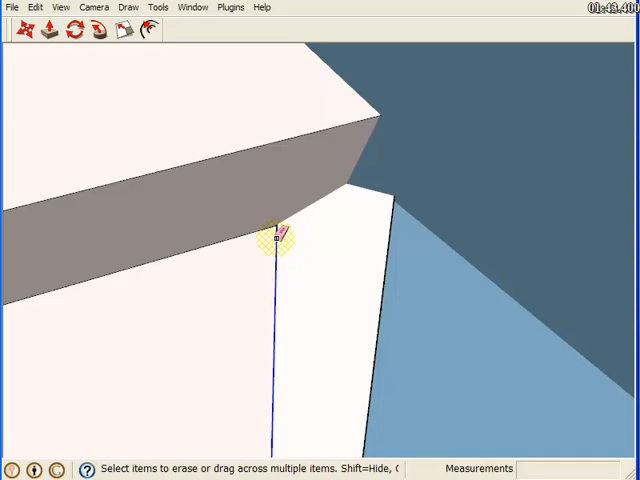 File Edit View Camera Draw Tools Window Plugins Help
01:43.400
Select items to erase or drag across multiple items. Shift=Hide, C
Measurements